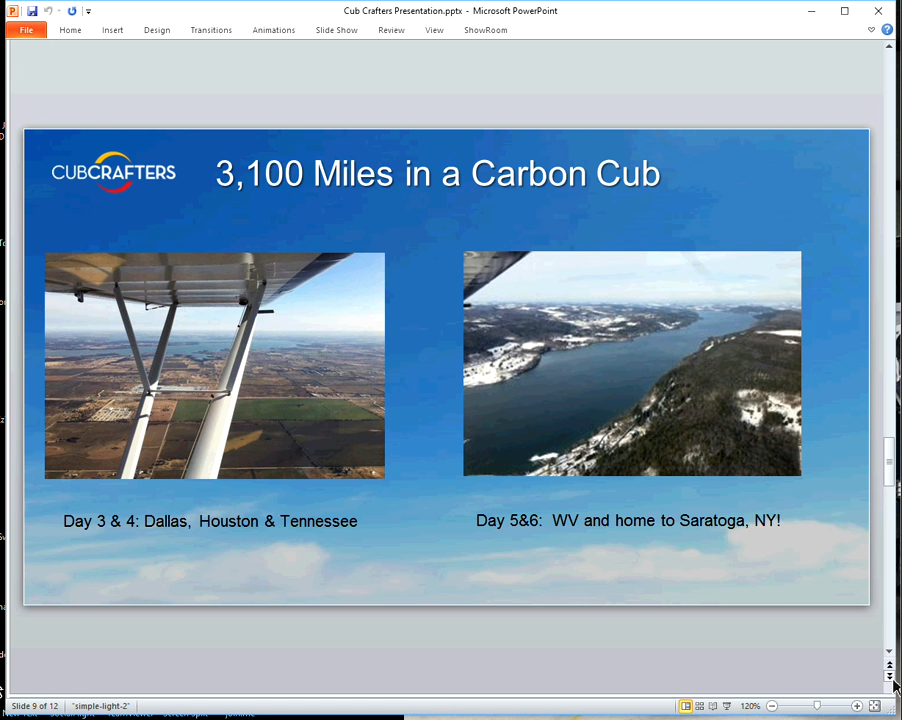 Cub Crafters Presentation.pptx - Microsoft PowerPoint
File Home Insert Design Transitions Animations Slide Show Review View ShowRoom
CUBCRAFTERS
3,100 Miles in a Carbon Cub
Day 3 & 4: Dallas, Houston & Tennessee
Day 5&6: WV and home to Saratoga, NY!
Slide 9 of 12 "simple-light-2" 120%